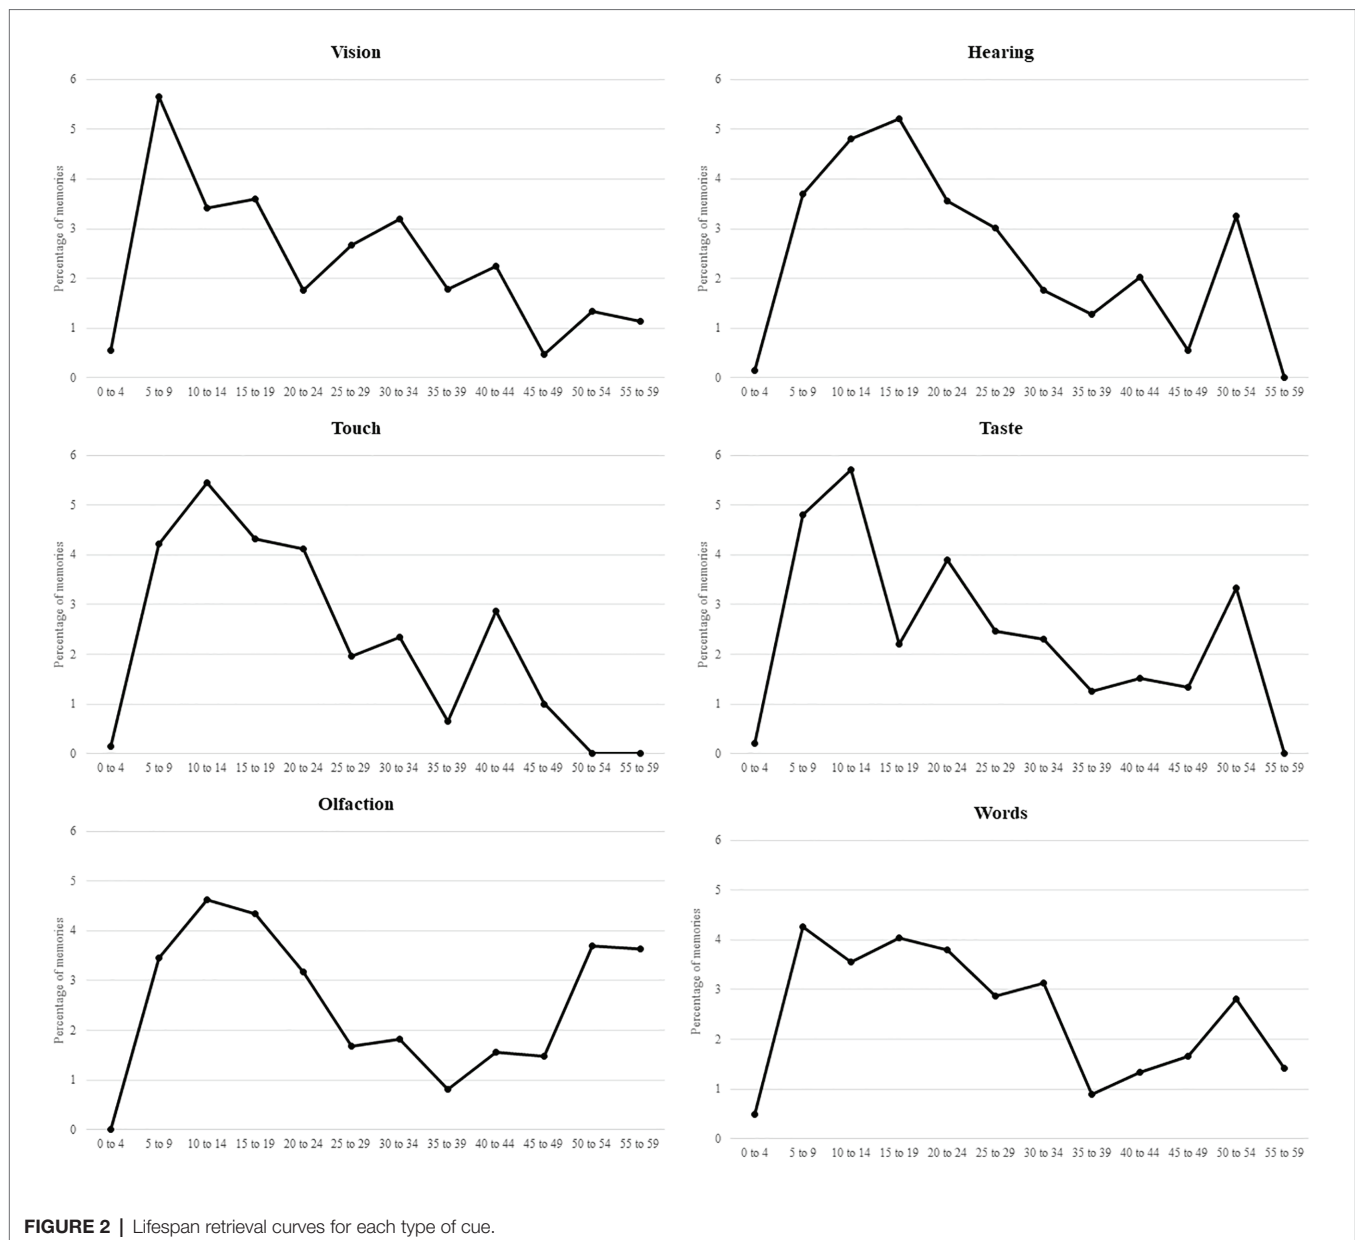 Vision
6
5
4
3
2
1
0
Percentage of memories
0 to 4 5 to 9 10 to 14 15 to 19 20 to 24 25 to 29 30 to 34 35 to 39 40 to 44 45 to 49 50 to 54 55 to 59
Hearing
6
5
4
3
2
1
0
Percentage of memories
0 to 4 5 to 9 10 to 14 15 to 19 20 to 24 25 to 29 30 to 34 35 to 39 40 to 44 45 to 49 50 to 54 55 to 59
Touch
6
5
4
3
2
1
0
Percentage of memories
0 to 4 5 to 9 10 to 14 15 to 19 20 to 24 25 to 29 30 to 34 35 to 39 40 to 44 45 to 49 50 to 54 55 to 59
Taste
6
5
4
3
2
1
0
Percentage of memories
0 to 4 5 to 9 10 to 14 15 to 19 20 to 24 25 to 29 30 to 34 35 to 39 40 to 44 45 to 49 50 to 54 55 to 59
Olfaction
6
5
4
3
2
1
0
Percentage of memories
0 to 4 5 to 9 10 to 14 15 to 19 20 to 24 25 to 29 30 to 34 35 to 39 40 to 44 45 to 49 50 to 54 55 to 59
Words
6
5
4
3
2
1
0
Percentage of memories
0 to 4 5 to 9 10 to 14 15 to 19 20 to 24 25 to 29 30 to 34 35 to 39 40 to 44 45 to 49 50 to 54 55 to 59
FIGURE 2 | Lifespan retrieval curves for each type of cue.